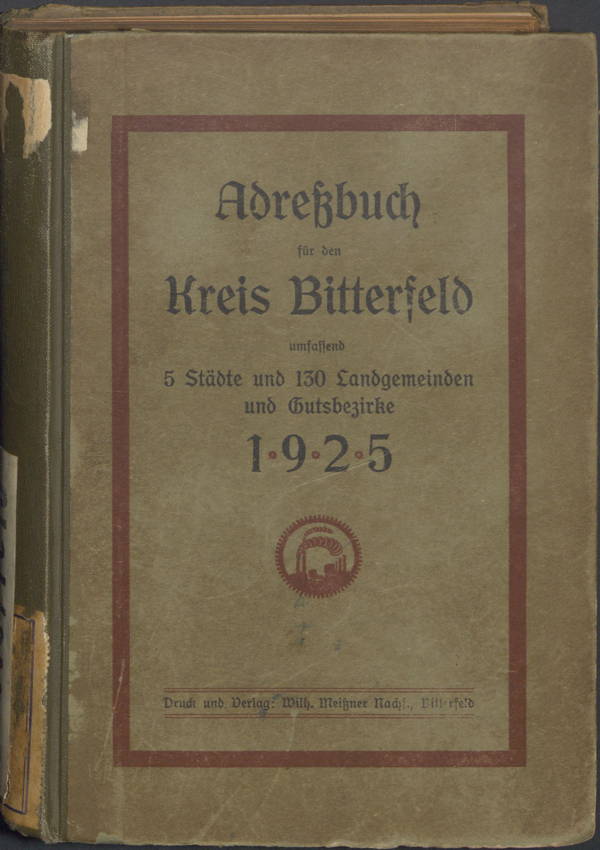 Adreßbuch
für den
Kreis Bitterfeld
umfassend
5 Städte und 130 Landgemeinden
und Gutsbezirke
1·9·2·5
Druck und Verlag: Wilh. Meißner Nachf., Bitterfeld